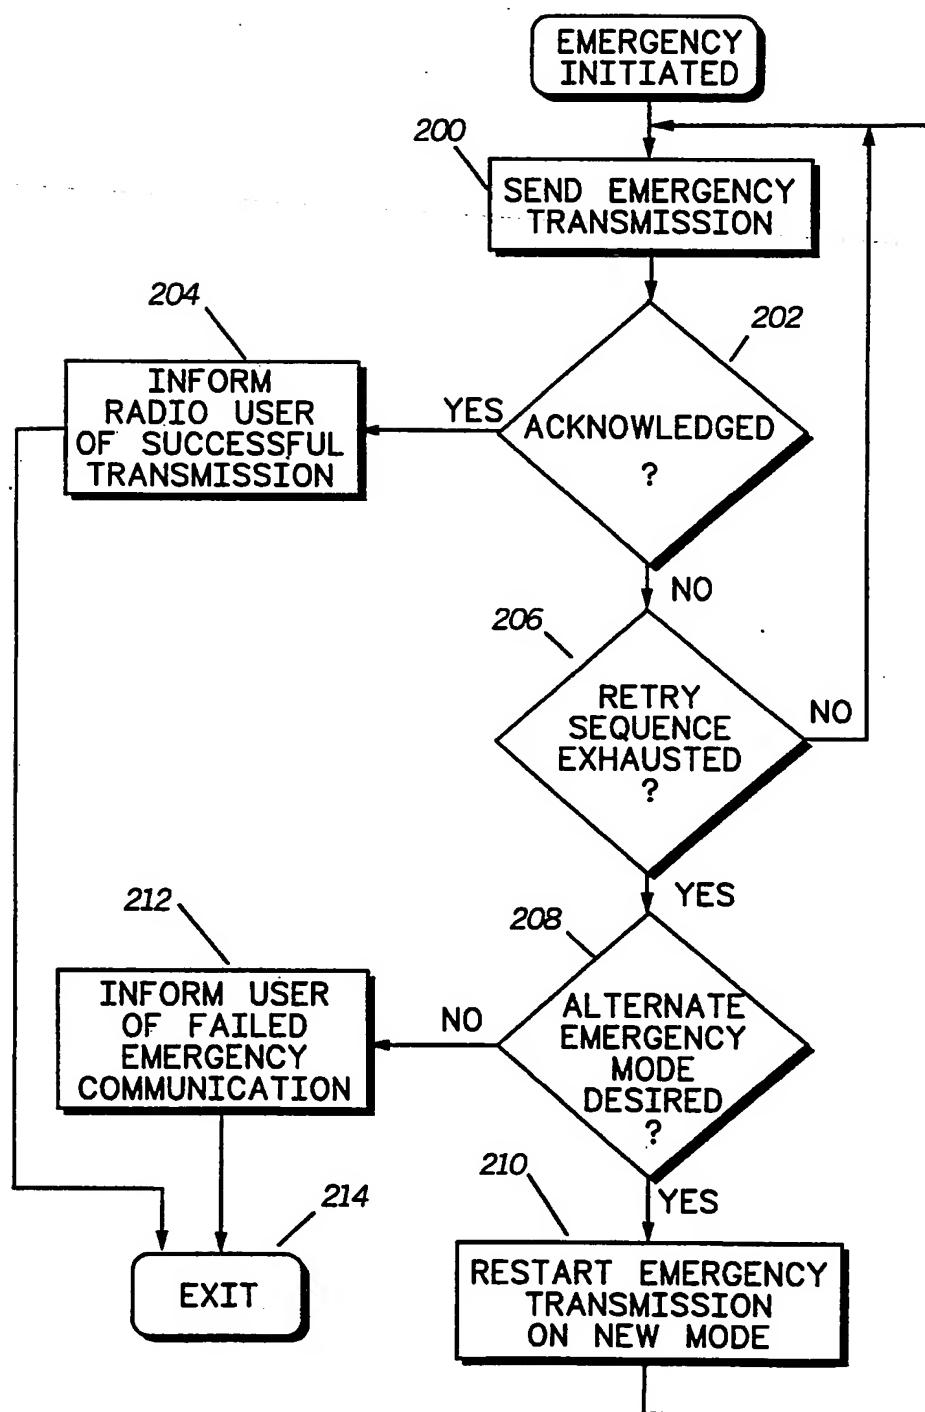 EMERGENCY
INITIATED
200
SEND EMERGENCY
TRANSMISSION
204
202
INFORM
RADIO USER
OF SUCCESSFUL
TRANSMISSION
YES
ACKNOWLEDGED
?
NO
206
RETRY
SEQUENCE
EXHAUSTED
?
NO
YES
212
208
INFORM USER
OF FAILED
EMERGENCY
COMMUNICATION
NO
ALTERNATE
EMERGENCY
MODE
DESIRED
?
210
YES
214
EXIT
RESTART EMERGENCY
TRANSMISSION
ON NEW MODE